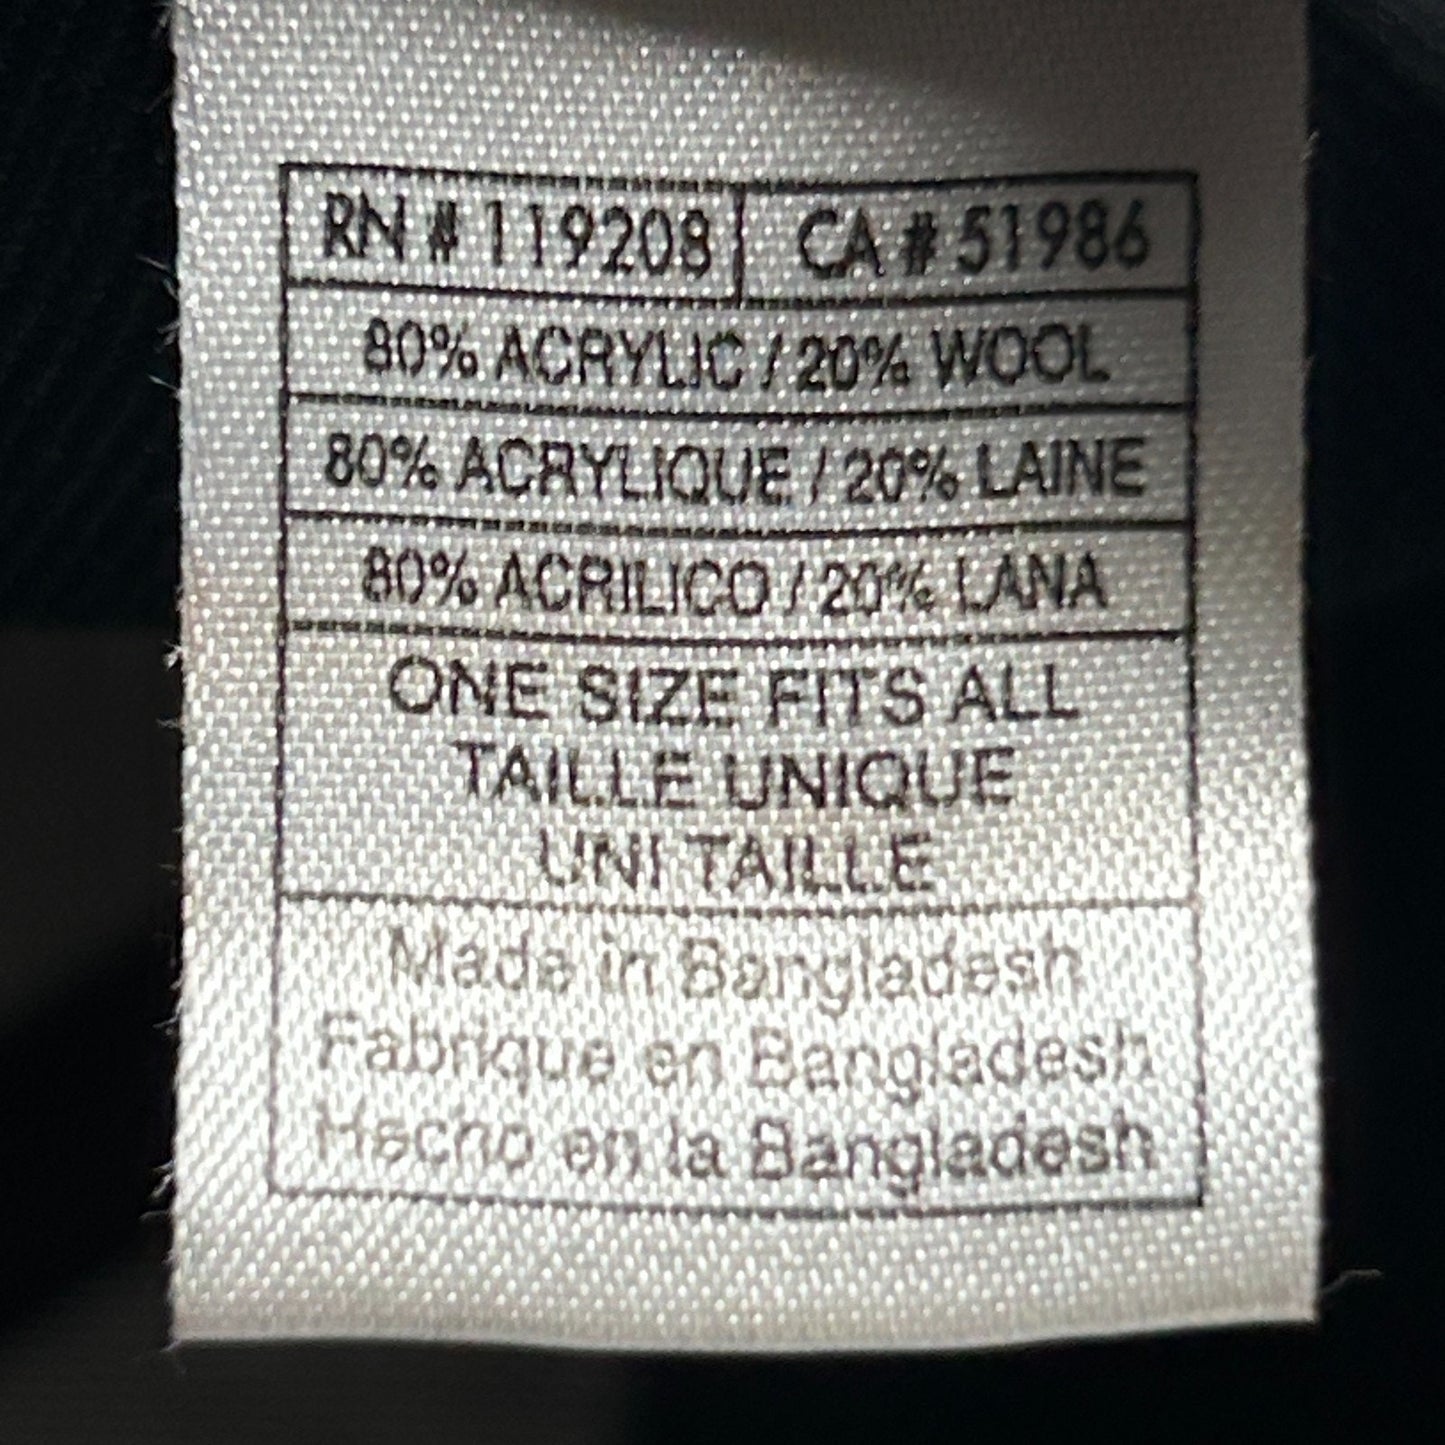 RN # 119208 | CA # 51986
80% ACRYLIC / 20% WOOL
80% ACRYLIQUE / 20% LAINE
80% ACRILICO / 20% LANA
ONE SIZE FITS ALL
TAILLE UNIQUE
UNI TAILLE
Made in Bangladesh
Fabrique en Bangladesh
Hecho en la Bangladesh